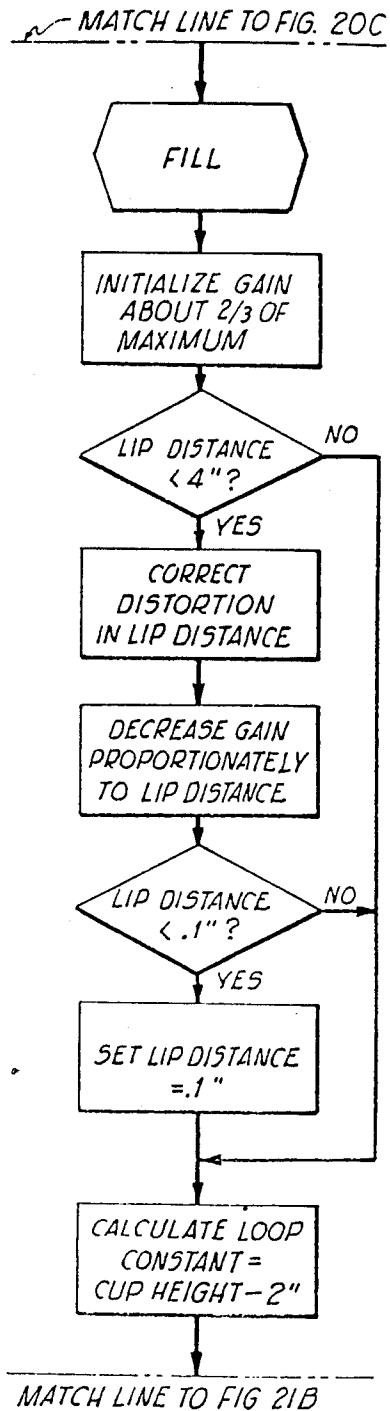 MATCH LINE TO FIG. 20C
FILL
INITIALIZE GAIN
ABOUT 2/3 OF
MAXIMUM
LIP DISTANCE
< 4"?
NO
YES
CORRECT
DISTORTION
IN LIP DISTANCE
DECREASE GAIN
PROPORTIONATELY
TO LIP DISTANCE
LIP DISTANCE
< .1"?
NO
YES
SET LIP DISTANCE
=.1"
CALCULATE LOOP
CONSTANT=
CUP HEIGHT-2"
MATCH LINE TO FIG 21B